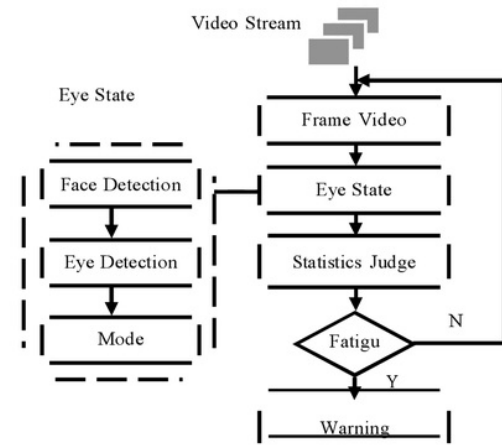 Video Stream
Eye State
Frame Video
Face Detection
Eye State
Eye Detection
Statistics Judge
Mode
Fatigu
N
Y
Warning